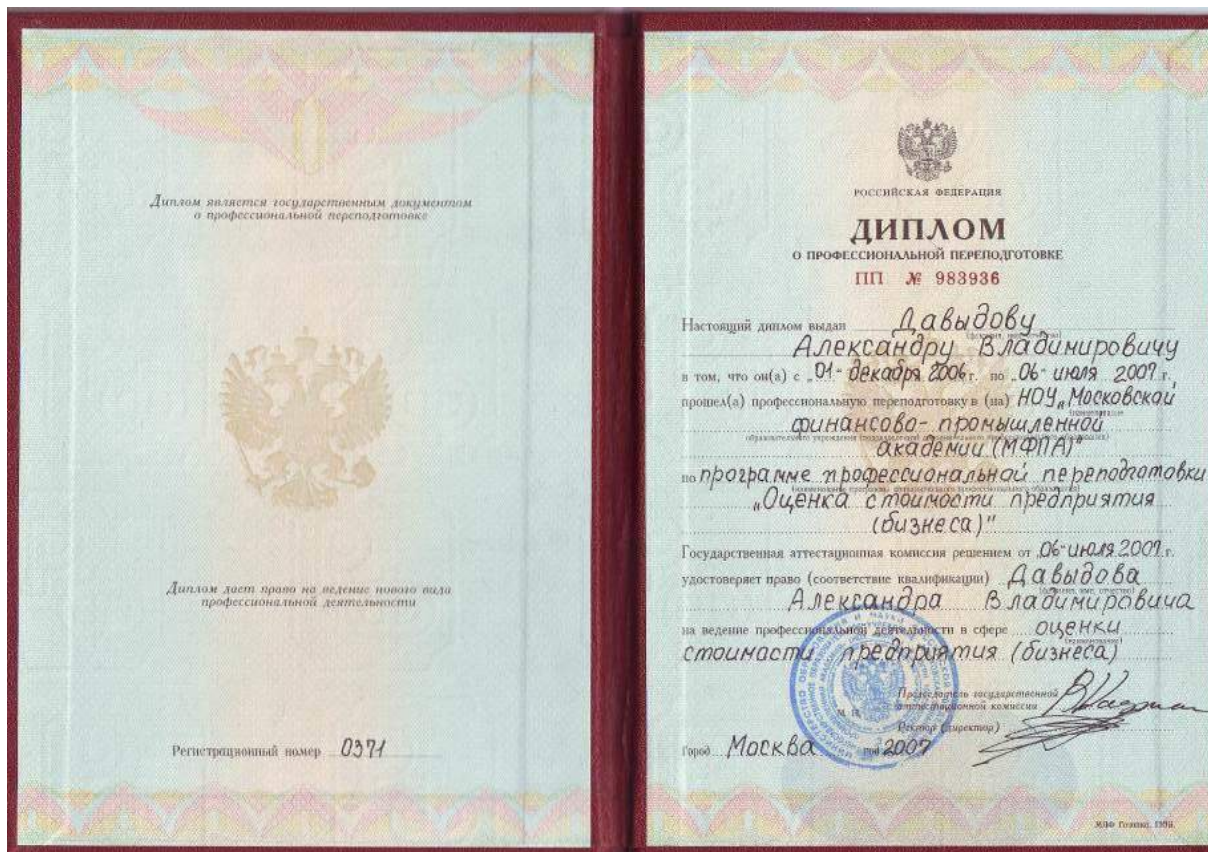 Диплом является государственным документом
о профессиональной переподготовке
Диплом дает право на ведение нового вида
профессиональной деятельности
Регистрационный номер 0371
РОССИЙСКАЯ ФЕДЕРАЦИЯ
ДИПЛОМ
О ПРОФЕССИОНАЛЬНОЙ ПЕРЕПОДГОТОВКЕ
ПП № 983936
Настоящий диплом выдан Давыдову
Александру Владимировичу
в том, что он(а) с „01" декабря 2006 г. по „06" июля 2007 г.
прошел(а) профессиональную переподготовку в (на) НОУ „Московской
финансово-промышленной
академии (МФПА)"
по программе профессиональной переподготовки
„Оценка стоимости предприятия
(бизнеса)"
Государственная аттестационная комиссия решением от „06" июля 2007 г.
удостоверяет право (соответствие квалификации) Давыдова
Александра Владимировича
на ведение профессиональной деятельности в сфере оценки
стоимости предприятия (бизнеса)
Председатель государственной
аттестационной комиссии
М. П.
Ректор (директор)
Город Москва год 2007